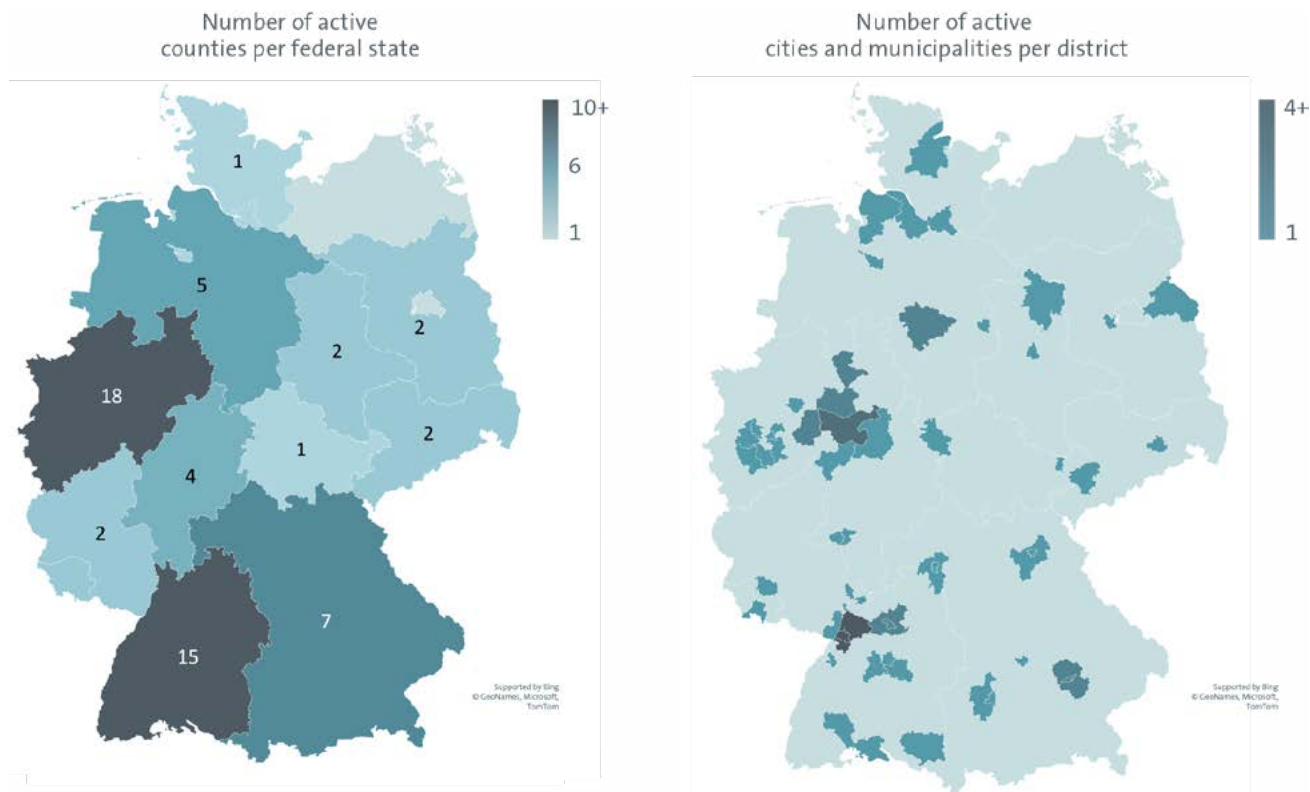 Number of active
counties per federal state
10+
6
1
1
5
2
2
18
2
1
4
2
7
15
Supported by Bing
© GeoNames, Microsoft,
TomTom
Number of active
cities and municipalities per district
4+
1
Supported by Bing
© GeoNames, Microsoft,
TomTom